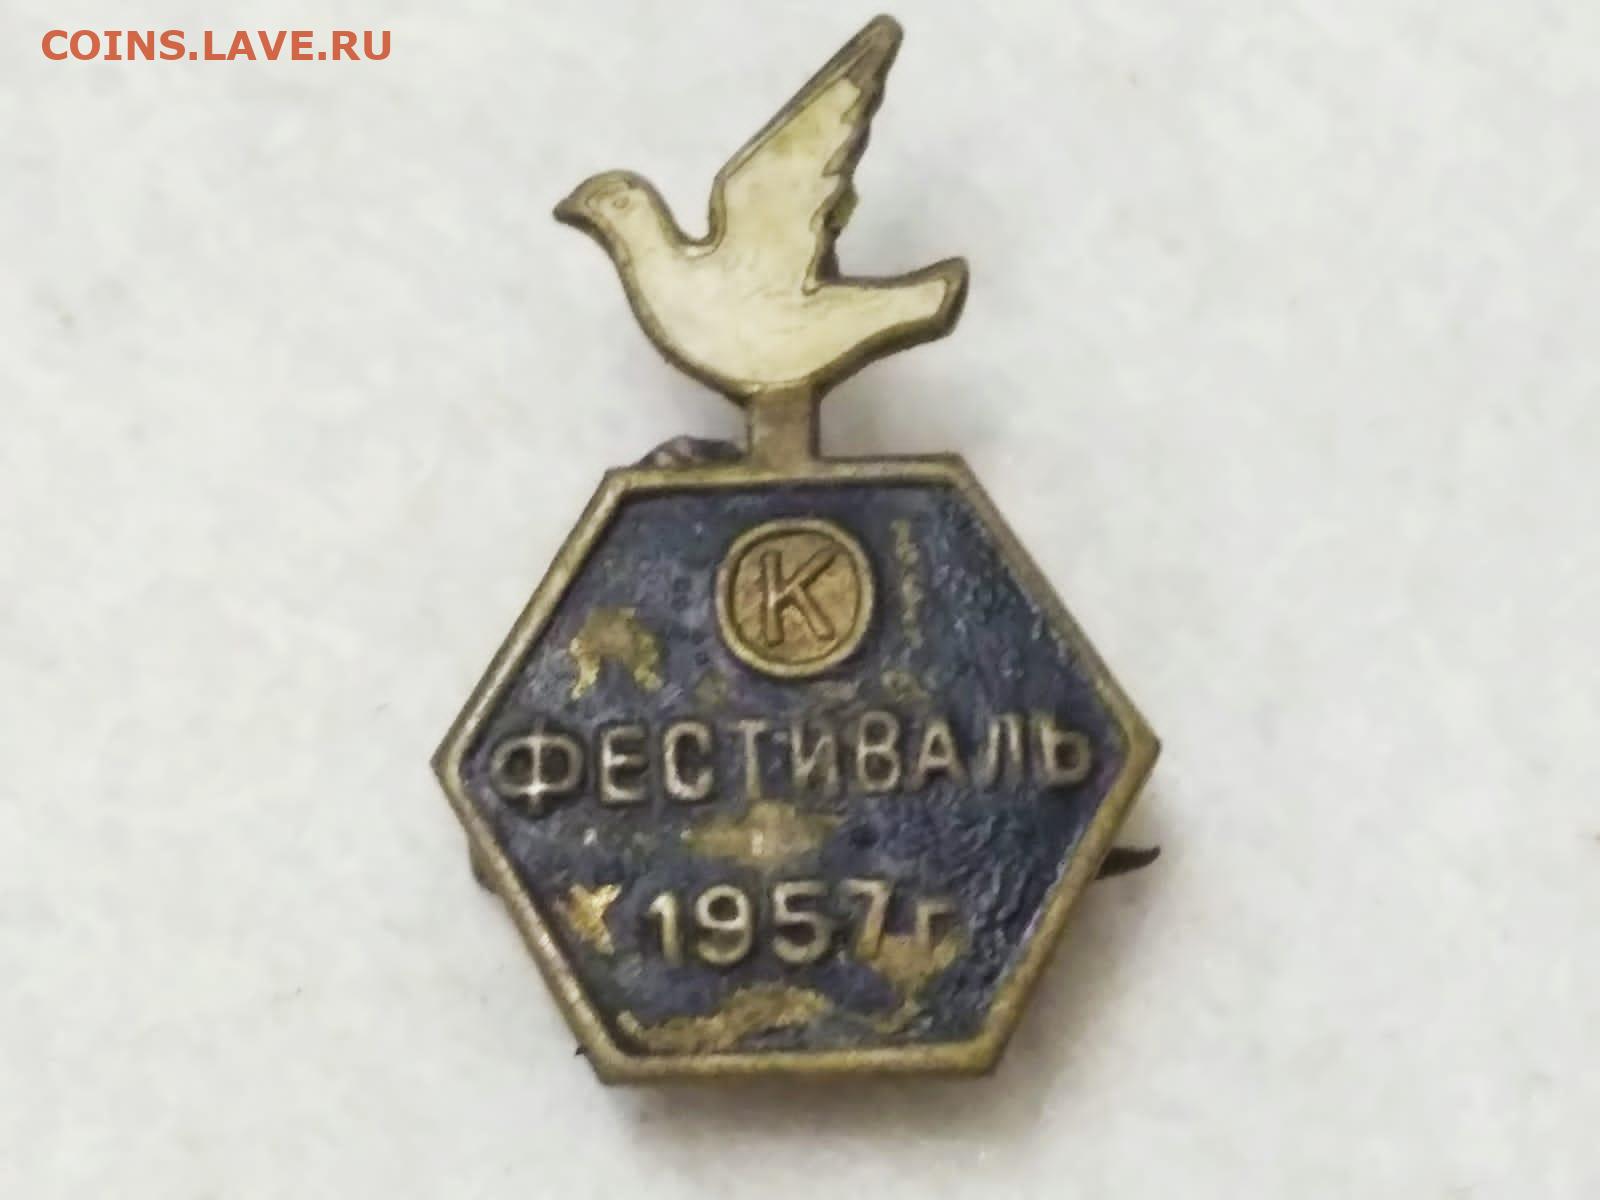 COINS.LAVE.RU
К
ФЕСТИВАЛЬ
1957г